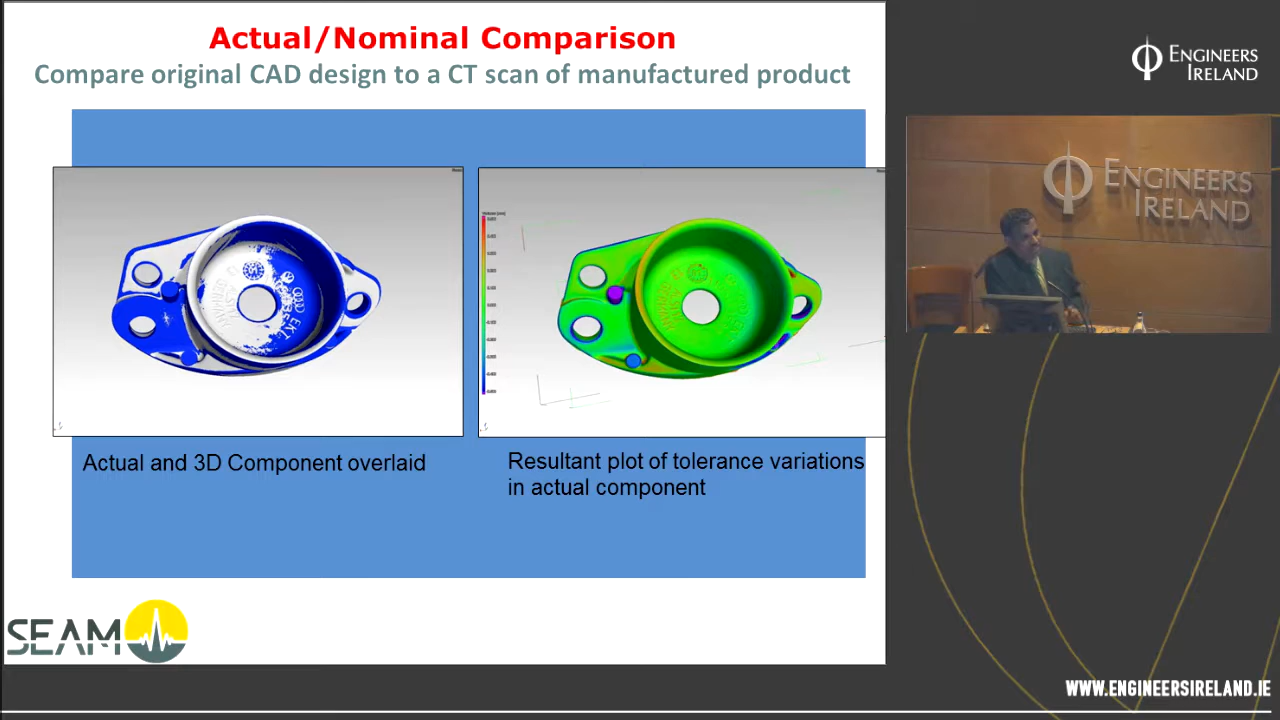 Actual/Nominal Comparison
Compare original CAD design to a CT scan of manufactured product
Actual and 3D Component overlaid
Resultant plot of tolerance variations
in actual component
SEAM
ENGINEERS
IRELAND
ENGINEERS
IRELAND
WWW.ENGINEERSIRELAND.IE